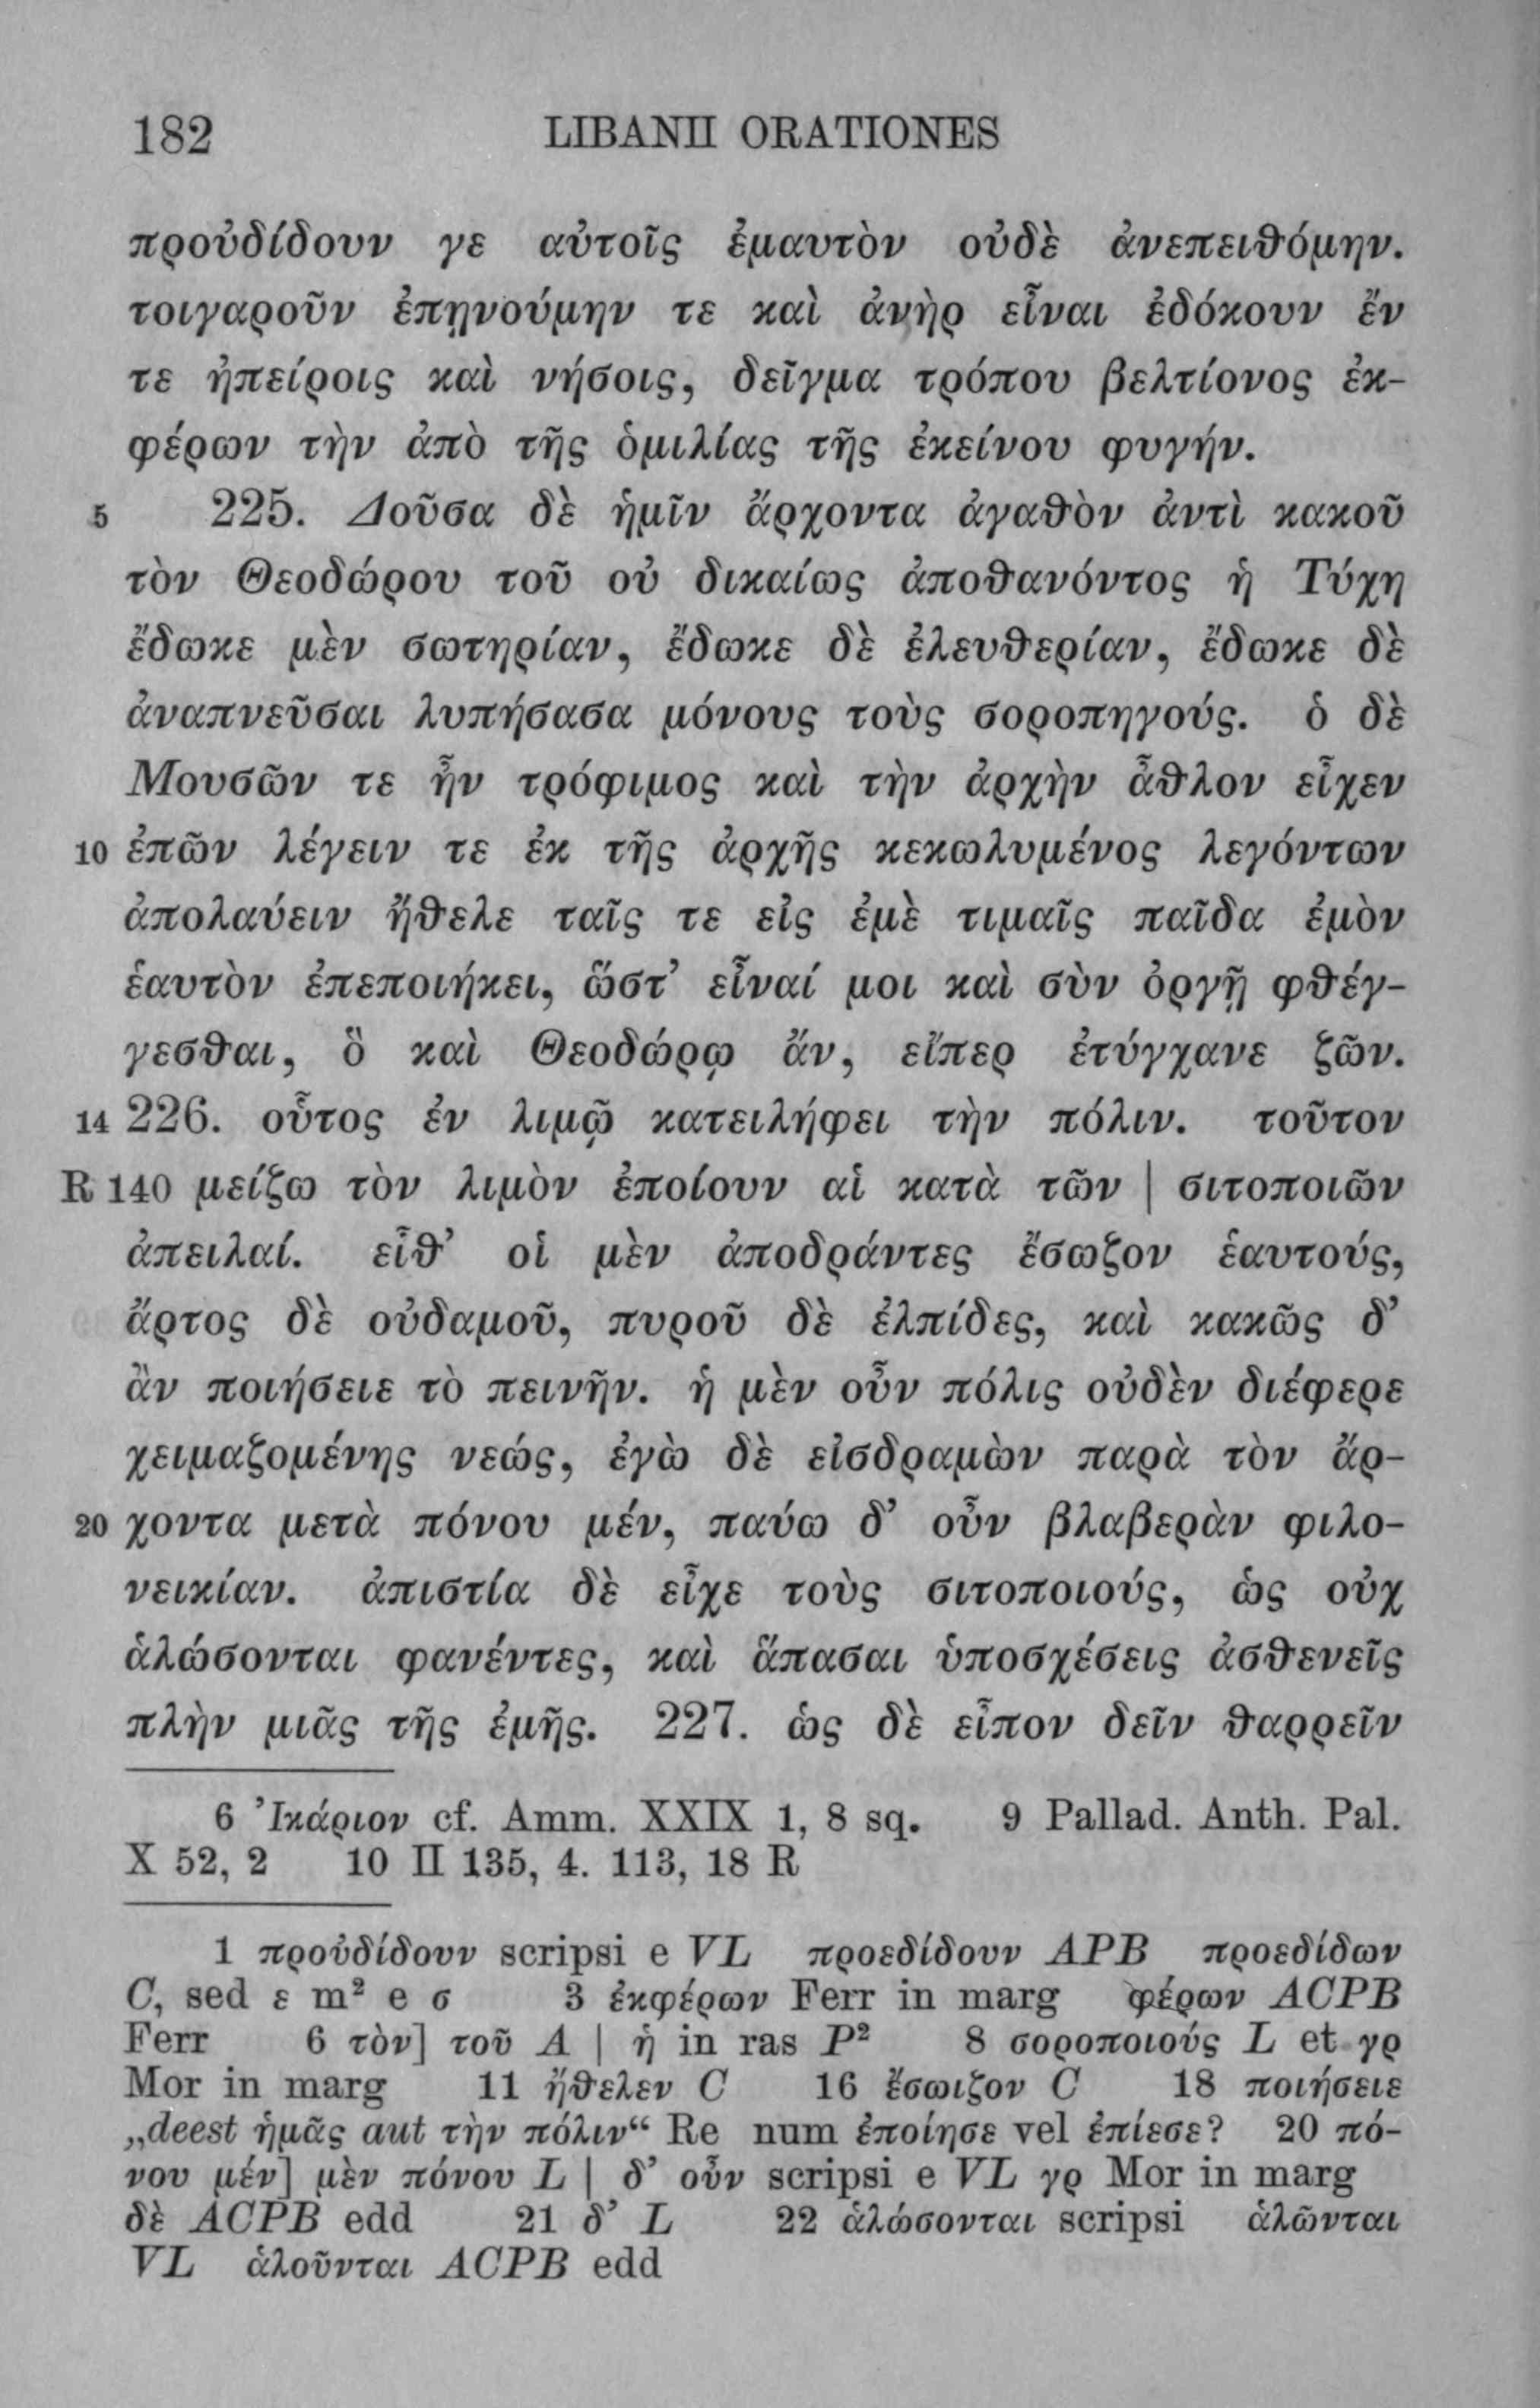 182 LIBANII ORATIONES
προὐδίδουν γε αὐτοῖς ἐμαυτὸν οὐδὲ ἀνεπειθόμην.
τοιγαροῦν ἐπῃνούμην τε καὶ ἀνὴρ εἶναι ἐδόκουν ἔν
τε ἠπείροις καὶ νήσοις, δεῖγμα τρόπου βελτίονος ἐκ-
φέρων τὴν ἀπὸ τῆς ὁμιλίας τῆς ἐκείνου φυγήν.
5 225. Δοῦσα δὲ ἡμῖν ἄρχοντα ἀγαθὸν ἀντὶ κακοῦ
τὸν Θεοδώρου τοῦ οὐ δικαίως ἀποθανόντος ἡ Τύχη
ἔδωκε μὲν σωτηρίαν, ἔδωκε δὲ ἐλευθερίαν, ἔδωκε δὲ
ἀναπνεῦσαι λυπήσασα μόνους τοὺς σοροπηγούς. ὁ δὲ
Μουσῶν τε ἦν τρόφιμος καὶ τὴν ἀρχὴν ἆθλον εἶχεν
10 ἐπῶν λέγειν τε ἐκ τῆς ἀρχῆς κεκωλυμένος λεγόντων
ἀπολαύειν ἤθελε ταῖς τε εἰς ἐμὲ τιμαῖς παῖδα ἐμὸν
ἑαυτὸν ἐπεποιήκει, ὥστ’ εἶναί μοι καὶ σὺν ὀργῇ φθέγ-
γεσθαι, ὃ καὶ Θεοδώρῳ ἄν, εἴπερ ἐτύγχανε ζῶν.
14 226. οὗτος ἐν λιμῷ κατειλήφει τὴν πόλιν. τοῦτον
R 140 μείζω τὸν λιμὸν ἐποίουν αἱ κατὰ τῶν | σιτοποιῶν
ἀπειλαί. εἶθ’ οἱ μὲν ἀποδράντες ἔσωζον ἑαυτούς,
ἄρτος δὲ οὐδαμοῦ, πυροῦ δὲ ἐλπίδες, καὶ κακῶς δ’
ἂν ποιήσειε τὸ πεινῆν. ἡ μὲν οὖν πόλις οὐδὲν διέφερε
χειμαζομένης νεώς, ἐγὼ δὲ εἰσδραμὼν παρὰ τὸν ἄρ-
20 χοντα μετὰ πόνου μέν, παύω δ’ οὖν βλαβερὰν φιλο-
νεικίαν. ἀπιστία δὲ εἶχε τοὺς σιτοποιούς, ὡς οὐχ
ἁλώσονται φανέντες, καὶ ἅπασαι ὑποσχέσεις ἀσθενεῖς
πλὴν μιᾶς τῆς ἐμῆς. 227. ὡς δὲ εἶπον δεῖν θαρρεῖν
6 Ἰκάριον cf. Amm. XXIX 1, 8 sq. 9 Pallad. Anth. Pal.
X 52, 2 10 II 135, 4. 113, 18 R
1 προὐδίδουν scripsi e VL προεδίδουν APB προεδίδων
C, sed ε m² e σ 3 ἐκφέρων Ferr in marg φέρων ACPB
Ferr 6 τὸν] τοῦ A | ἡ in ras P² 8 σοροποιούς L et γρ
Mor in marg 11 ἤθελεν C 16 ἔσωιζον C 18 ποιήσειε
„deest ἡμᾶς aut τὴν πόλιν“ Re num ἐποίησε vel ἐπίεσε? 20 πό-
νου μέν] μὲν πόνου L | δ’ οὖν scripsi e VL γρ Mor in marg
δὲ ACPB edd 21 δ’ L 22 ἁλώσονται scripsi ἁλῶνται
VL ἁλοῦνται ACPB edd